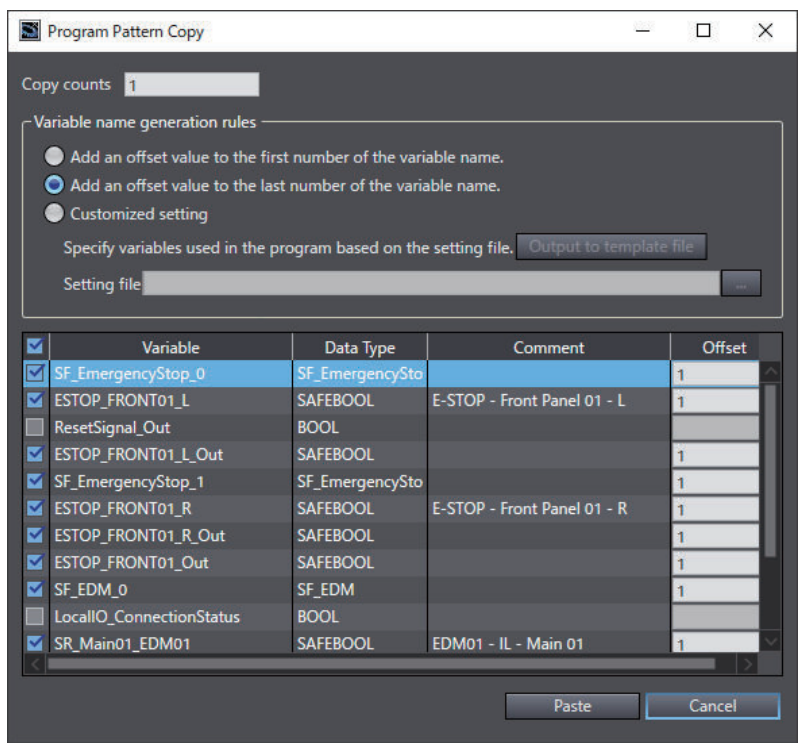 Program Pattern Copy
Copy counts 1
Variable name generation rules
Add an offset value to the first number of the variable name.
Add an offset value to the last number of the variable name.
Customized setting
Specify variables used in the program based on the setting file. Output to template file
Setting file ...
Variable Data Type Comment Offset
SF_EmergencyStop_0 SF_EmergencySto 1
ESTOP_FRONT01_L SAFEBOOL E-STOP - Front Panel 01 - L 1
ResetSignal_Out BOOL
ESTOP_FRONT01_L_Out SAFEBOOL 1
SF_EmergencyStop_1 SF_EmergencySto 1
ESTOP_FRONT01_R SAFEBOOL E-STOP - Front Panel 01 - R 1
ESTOP_FRONT01_R_Out SAFEBOOL 1
ESTOP_FRONT01_Out SAFEBOOL 1
SF_EDM_0 SF_EDM 1
LocalIO_ConnectionStatus BOOL
SR_Main01_EDM01 SAFEBOOL EDM01 - IL - Main 01 1
Paste Cancel